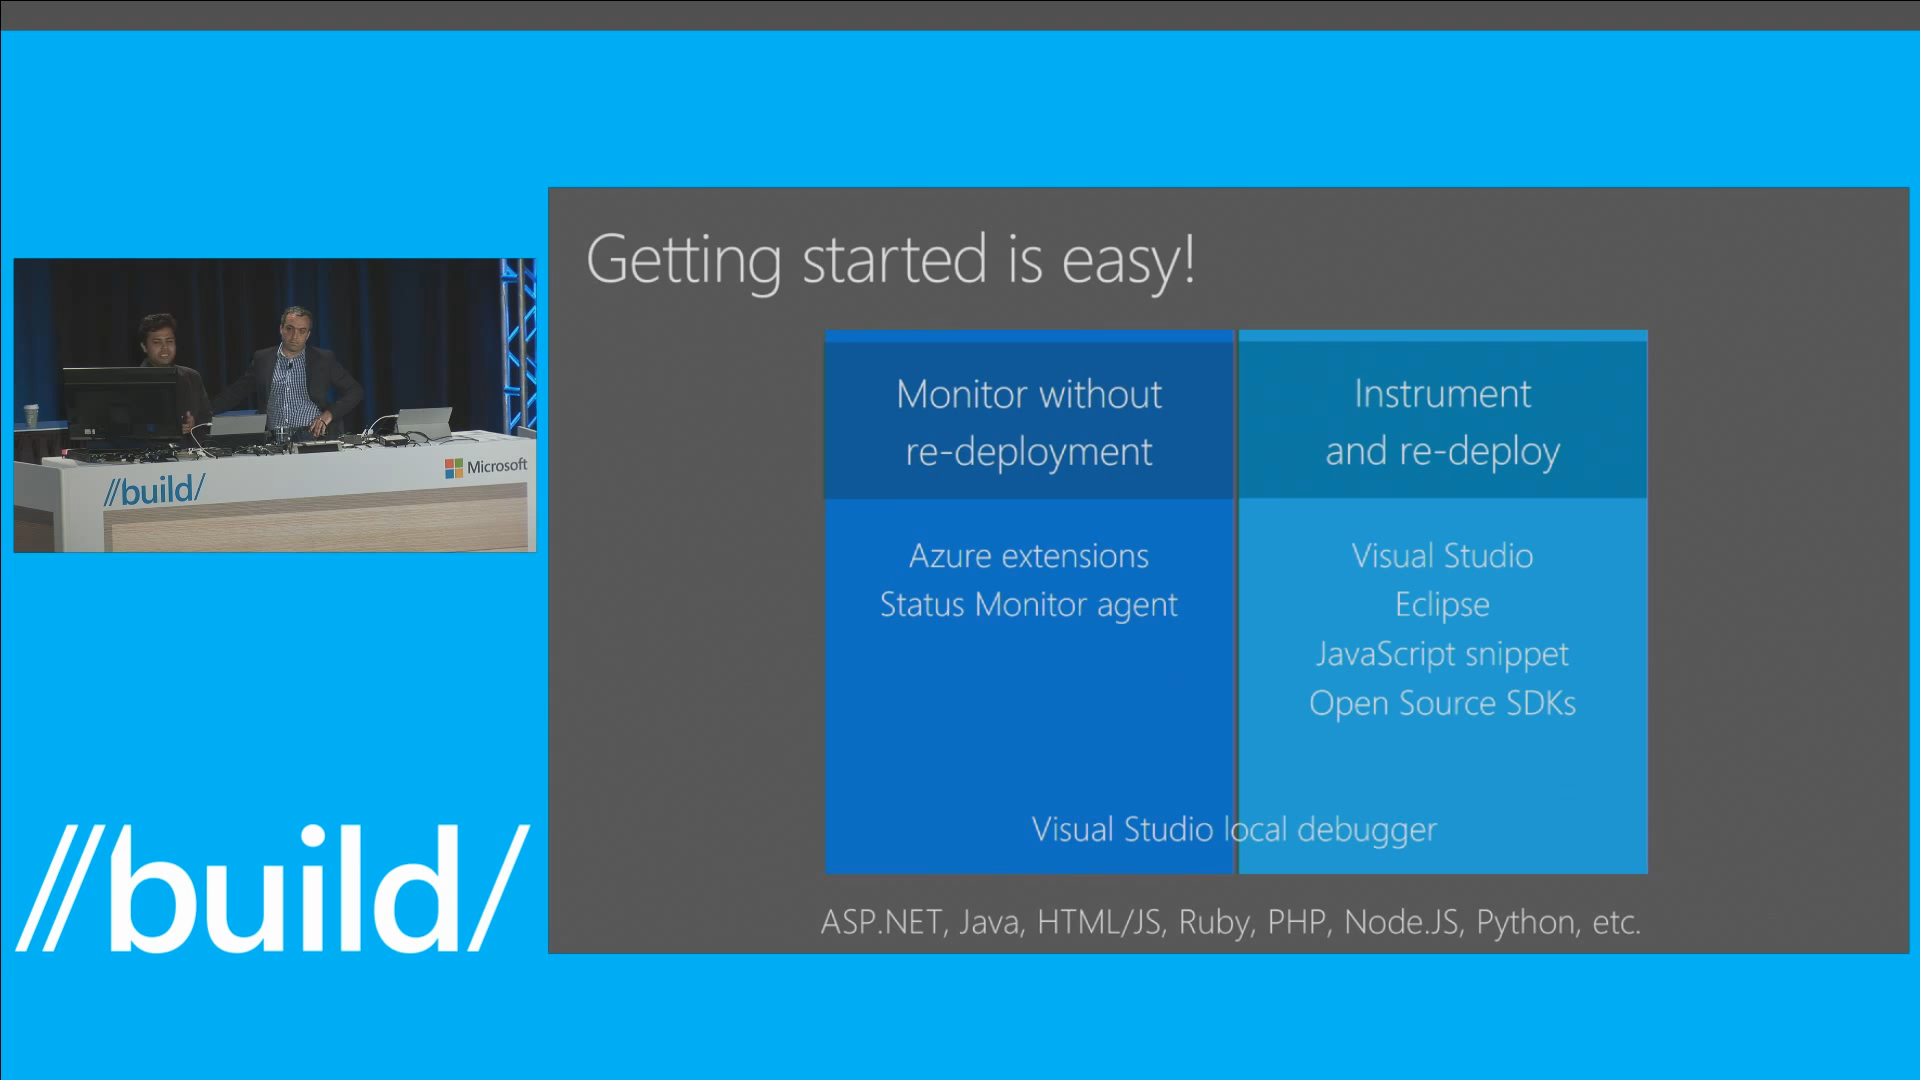 Getting started is easy!
Monitor without
re-deployment
Azure extensions
Status Monitor agent
Instrument
and re-deploy
Visual Studio
Eclipse
JavaScript snippet
Open Source SDKs
Visual Studio local debugger
ASP.NET, Java, HTML/JS, Ruby, PHP, Node.JS, Python, etc.
//build/
Microsoft
//build/